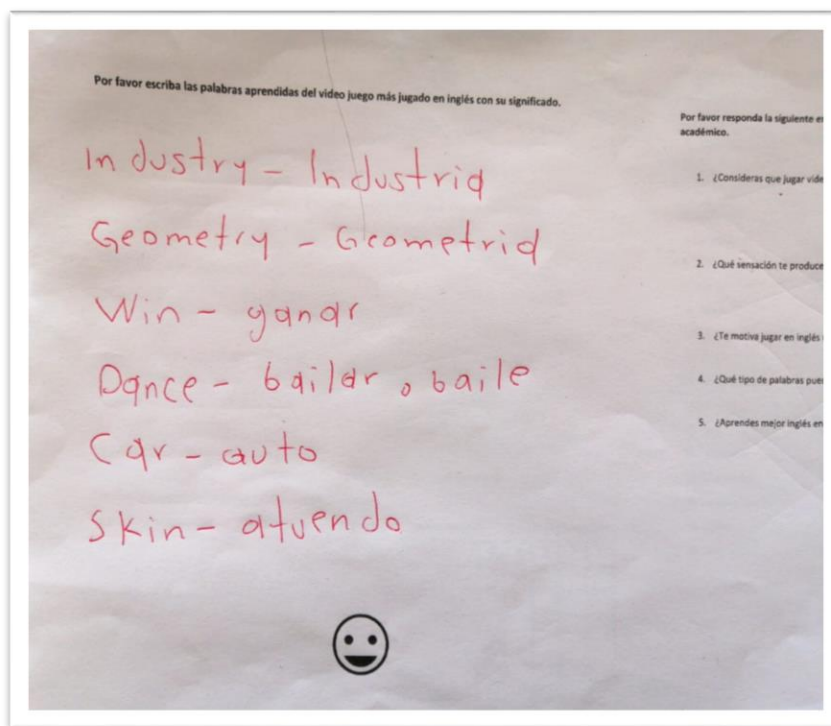 Por favor escriba las palabras aprendidas del video juego más jugado en inglés con su significado.
Industry - Industria
Geometry - Geometria
Win - ganar
Dance - bailar o baile
Car - auto
Skin - atuendo
Por favor responda la siguiente
académico.
1. ¿Consideras que jugar vide
2. ¿Qué sensación te produce
3. ¿Te motiva jugar en inglés
4. ¿Qué tipo de palabras pue
5. ¿Aprendes mejor inglés en